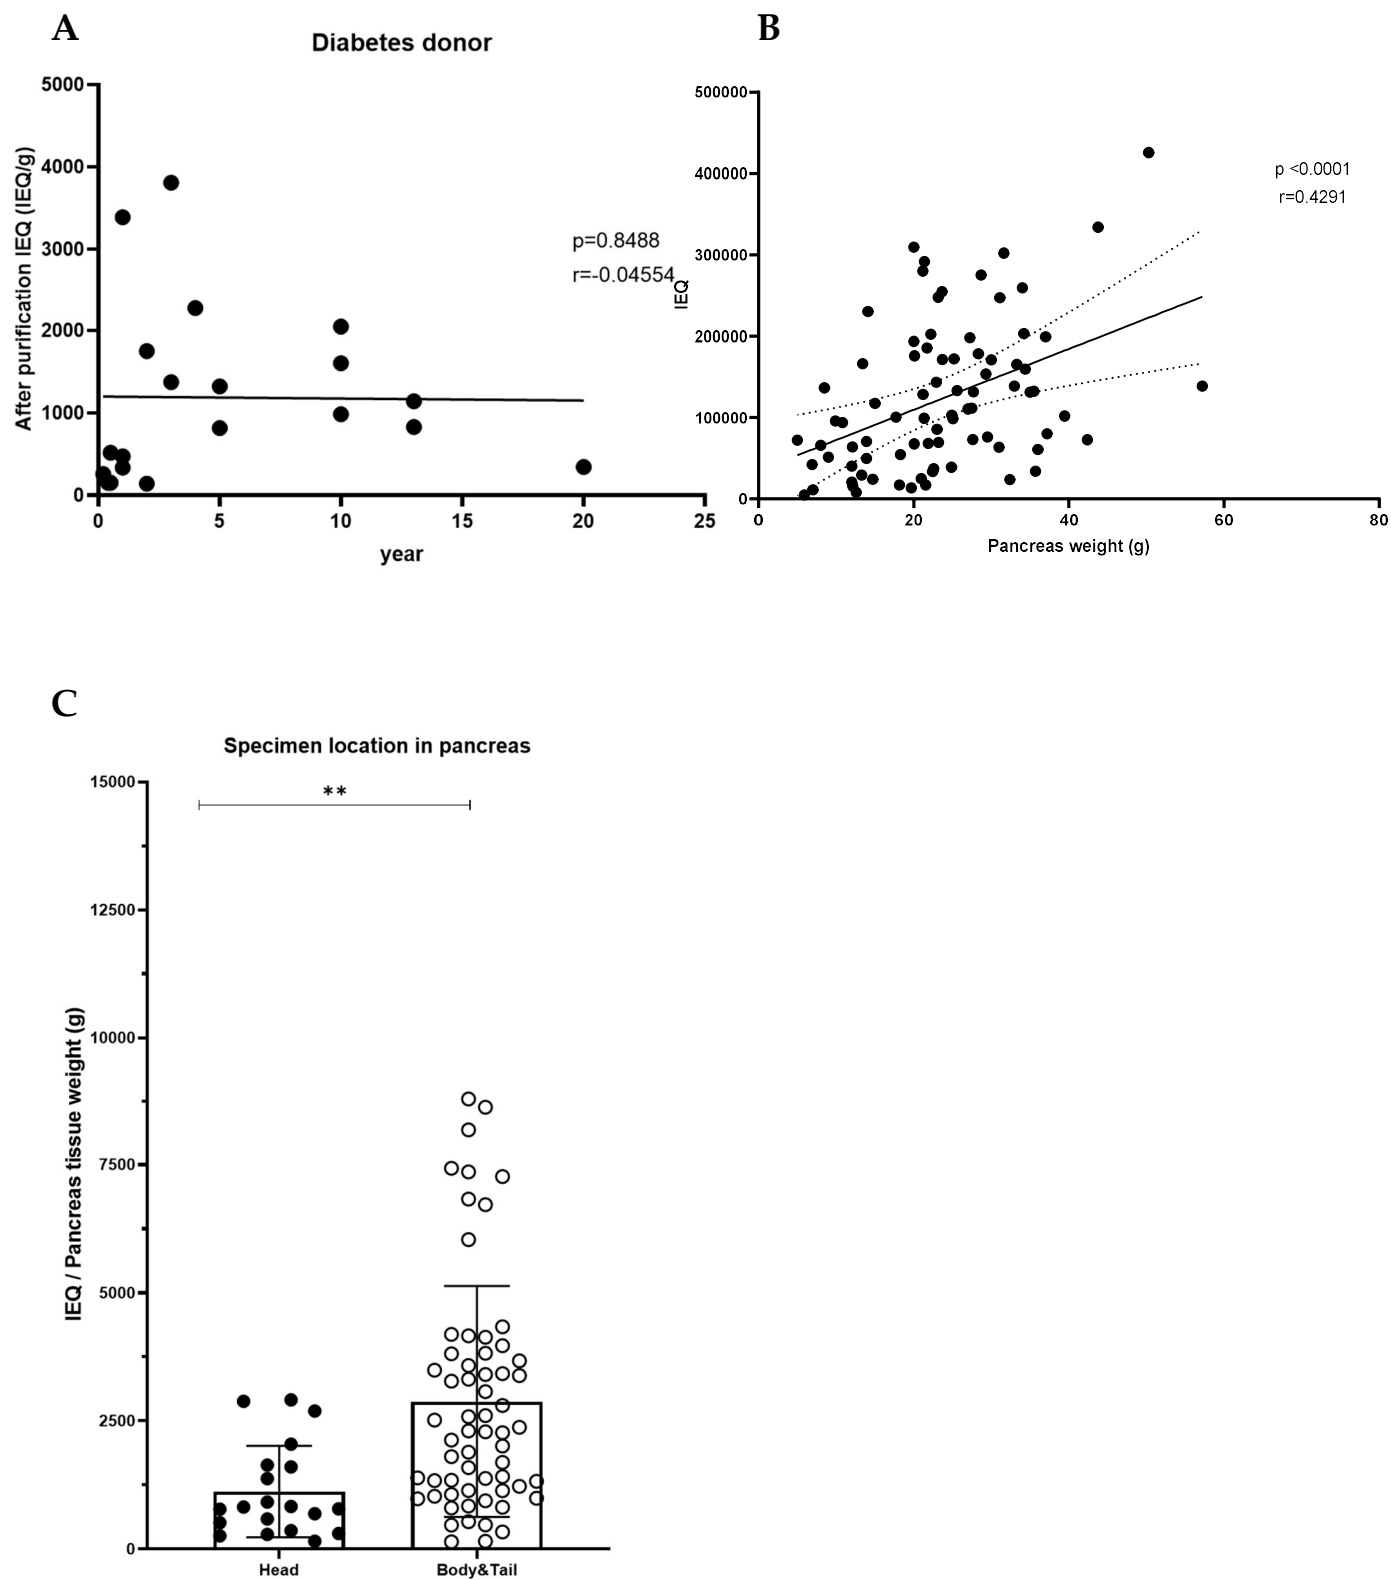 A
Diabetes donor
5000
4000
3000
2000
1000
0
After purification IEQ (IEQ/g)
p=0.8488
r=-0.04554
0 5 10 15 20 25
year
B
500000
400000
300000
200000
100000
0
IEQ
p <0.0001
r=0.4291
0 20 40 60 80
Pancreas weight (g)
C
Specimen location in pancreas
**
15000
12500
10000
7500
5000
2500
0
IEQ / Pancreas tissue weight (g)
Head Body&Tail